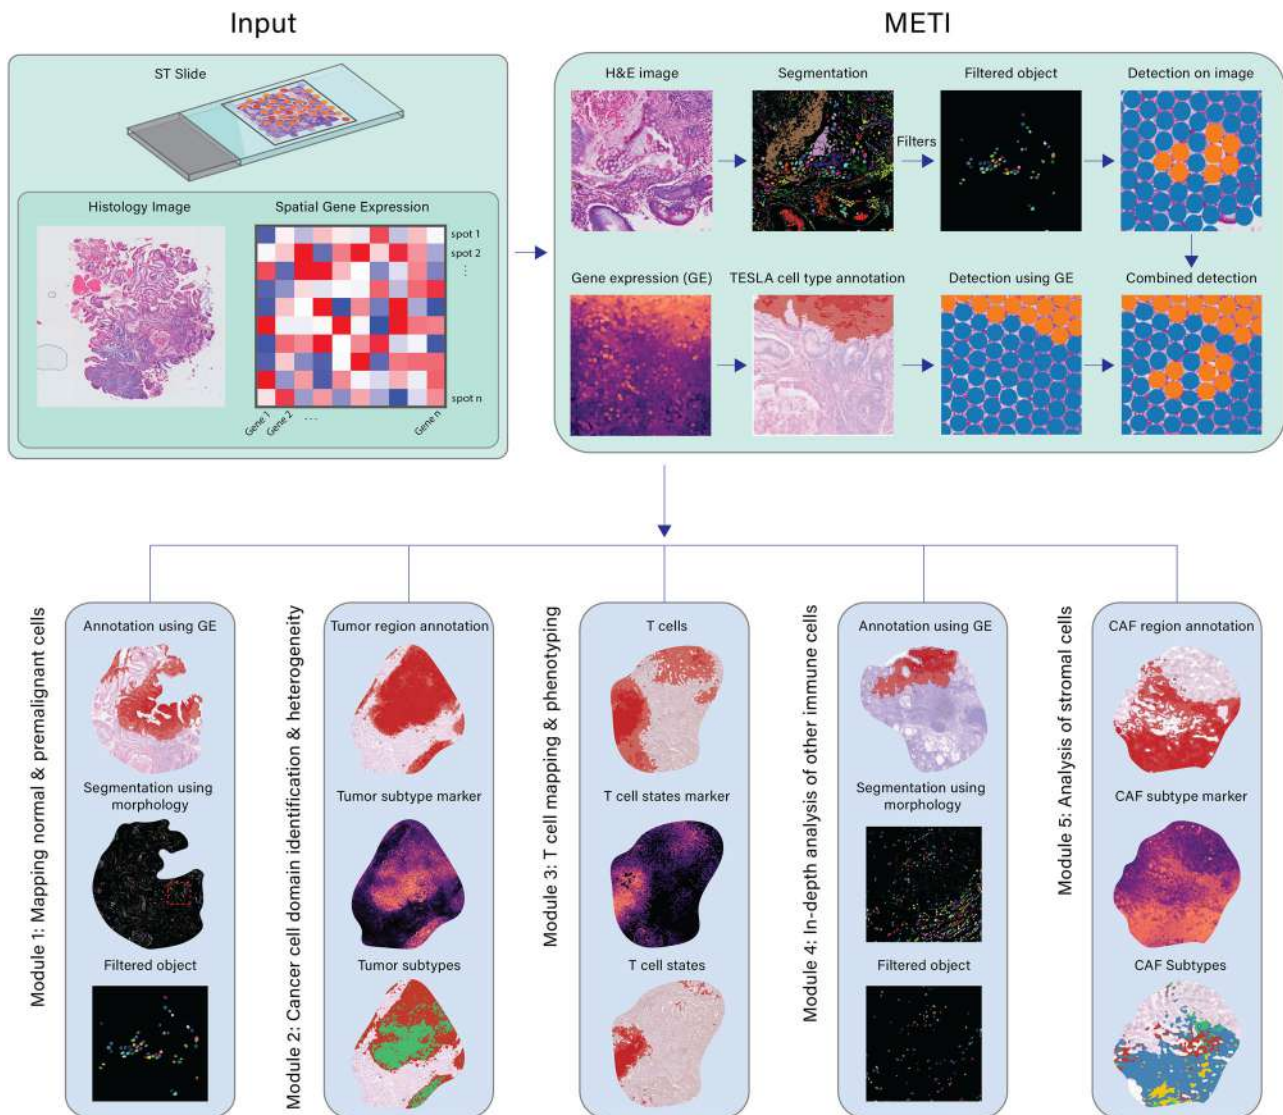 Input
METI
ST Slide
Histology Image
Spatial Gene Expression
spot 1
spot 2
⋮
spot n
Gene 1
Gene 2
...
Gene n
H&E image
Segmentation
Filtered object
Detection on image
Filters
Gene expression (GE)
TESLA cell type annotation
Detection using GE
Combined detection
Module 1: Mapping normal & premalignant cells
Annotation using GE
Segmentation using
morphology
Filtered object
Module 2: Cancer cell domain identification & heterogeneity
Tumor region annotation
Tumor subtype marker
Tumor subtypes
Module 3: T cell mapping & phenotyping
T cells
T cell states marker
T cell states
Module 4: In-depth analysis of other immune cells
Annotation using GE
Segmentation using
morphology
Filtered object
Module 5: Analysis of stromal cells
CAF region annotation
CAF subtype marker
CAF Subtypes